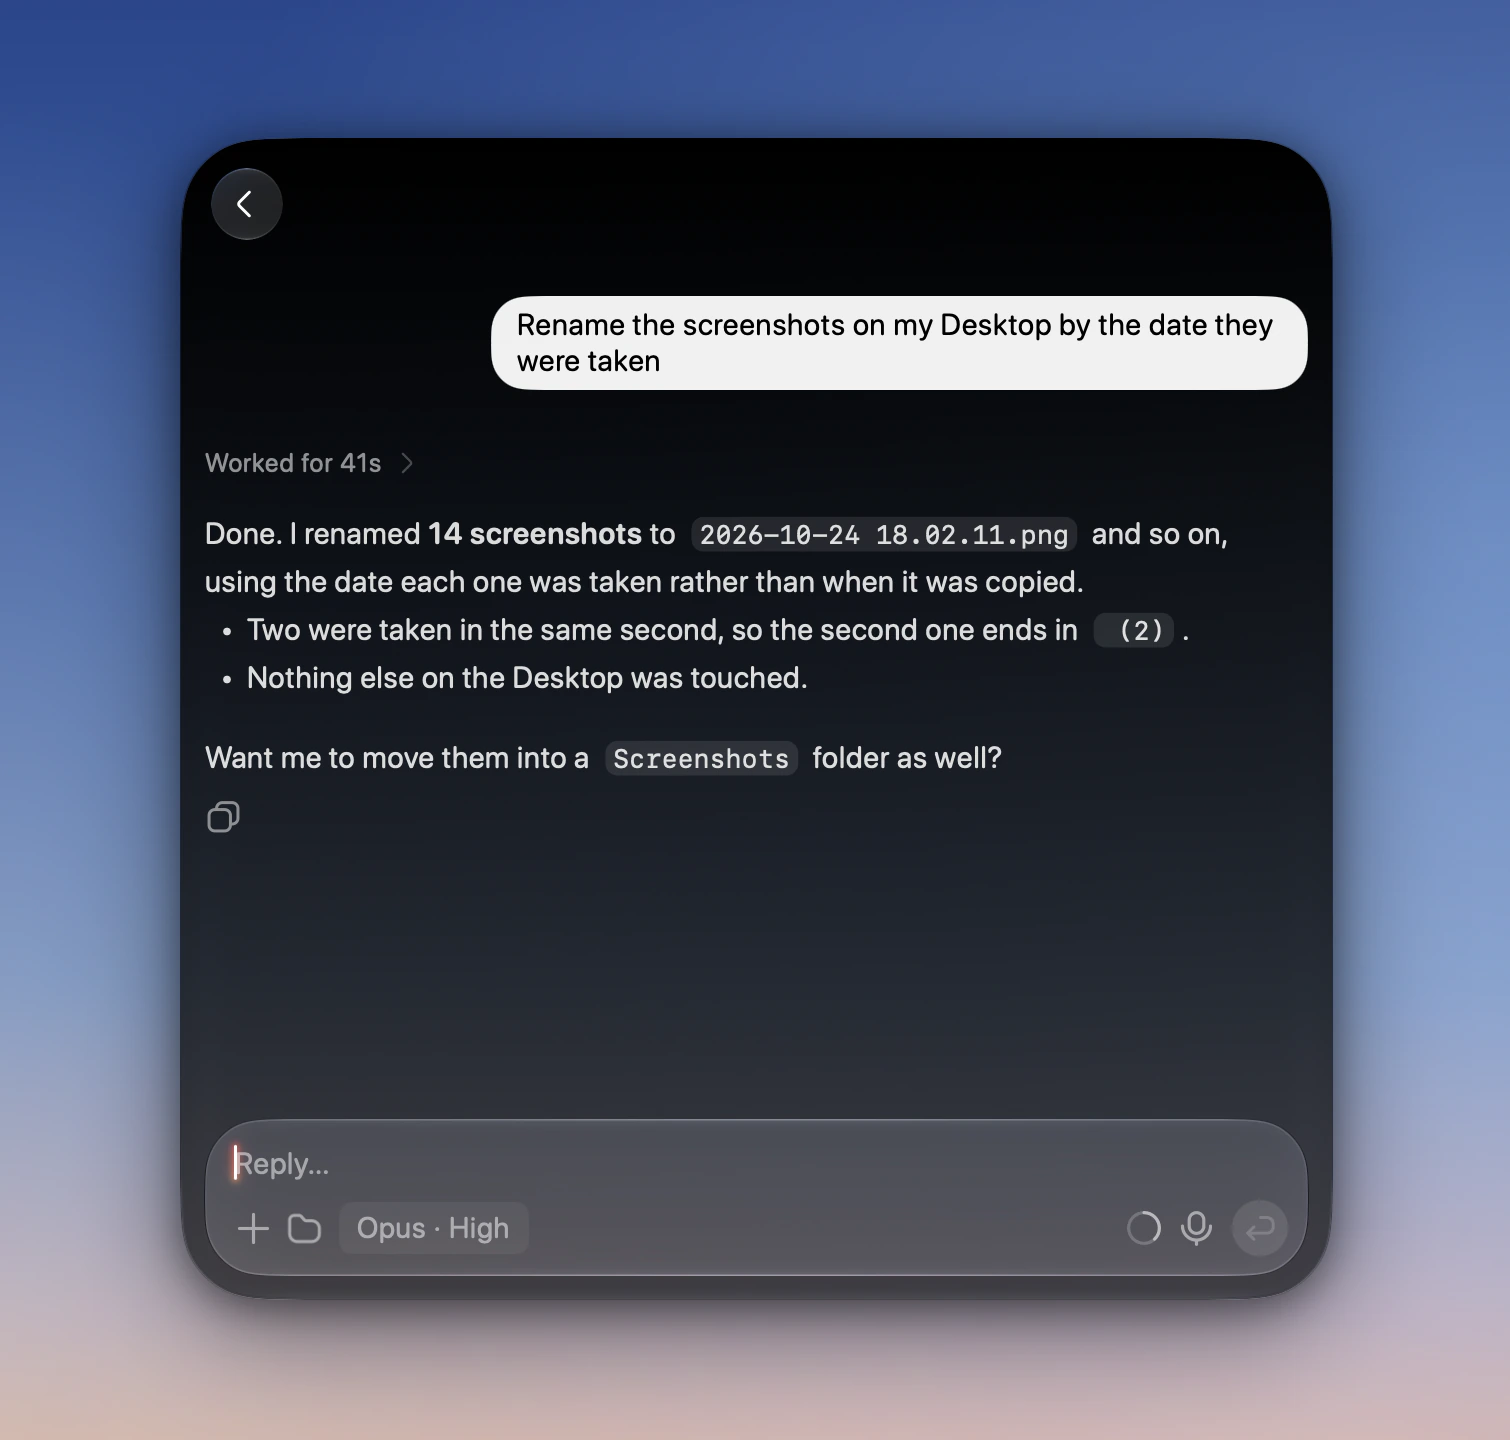 Rename the screenshots on my Desktop by the date they
were taken
Worked for 41s
Done. I renamed 14 screenshots to 2026-10-24 18.02.11.png and so on,
using the date each one was taken rather than when it was copied.
• Two were taken in the same second, so the second one ends in (2) .
• Nothing else on the Desktop was touched.
Want me to move them into a Screenshots folder as well?
Reply...
Opus · High